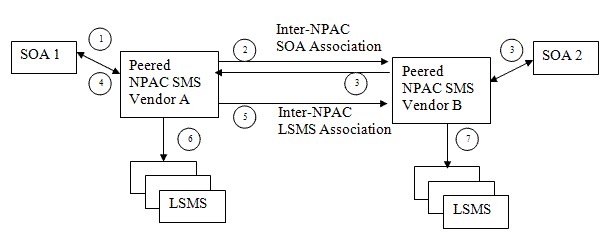 Inter-NPAC
SOA Association
1
2
3
SOA 1
SOA 2
Peered
NPAC SMS
Vendor A
Peered
NPAC SMS
Vendor B
4
3
5
Inter-NPAC
LSMS Association
6
7
LSMS
LSMS